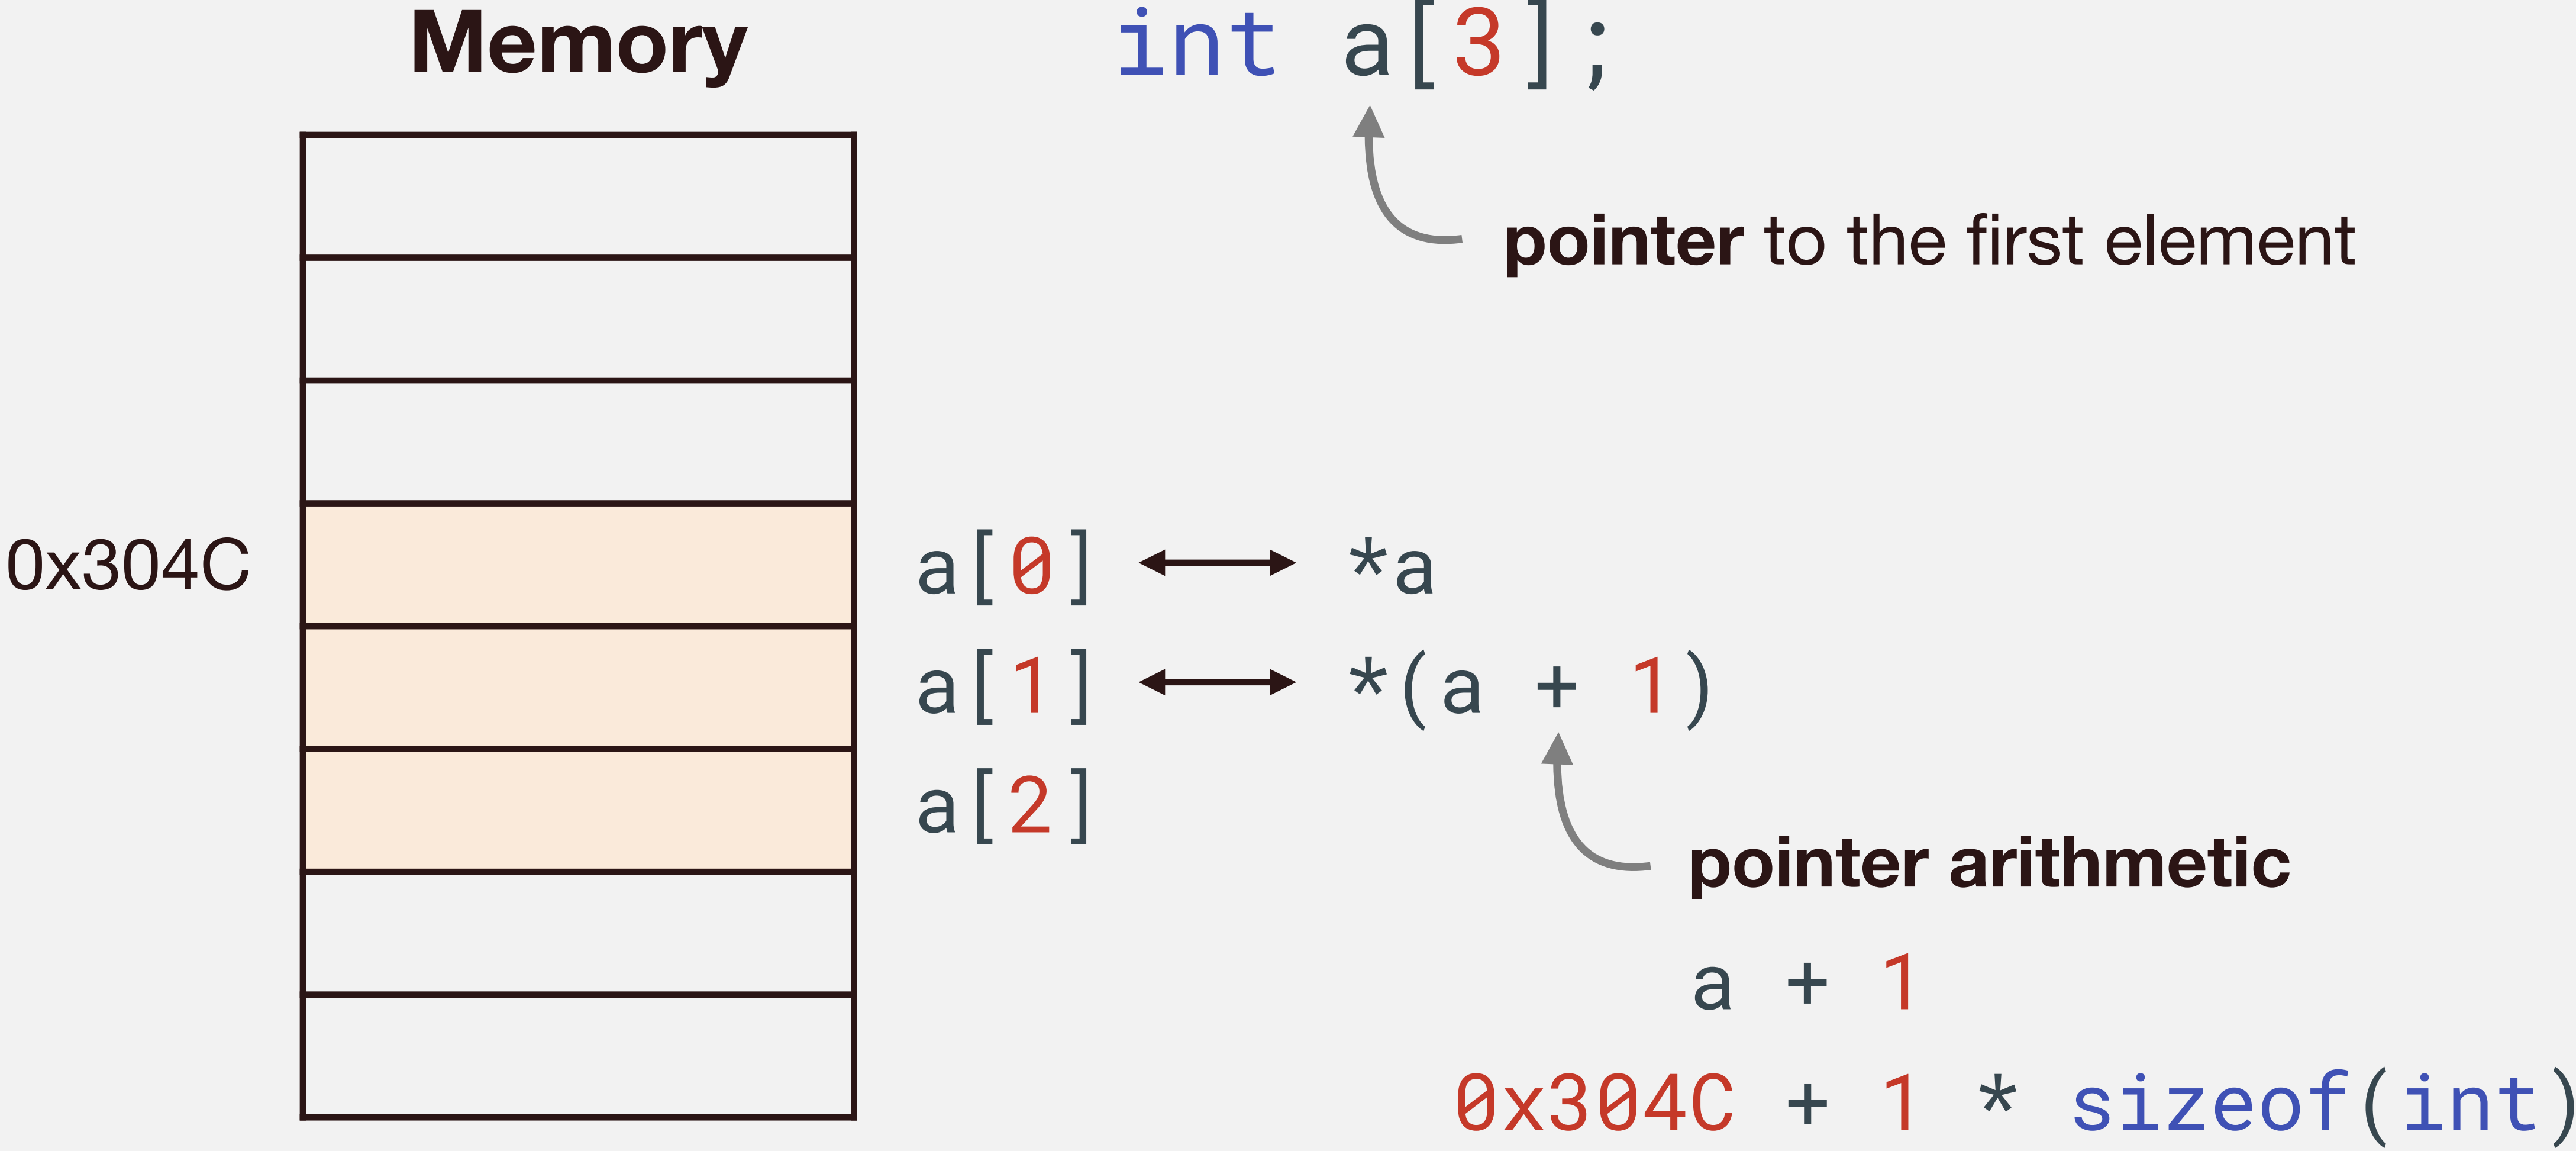 Memory
int a[3];
pointer to the first element
0x304C
a[0] *a
a[1] *(a + 1)
a[2]
pointer arithmetic
a + 1
0x304C + 1 * sizeof(int)